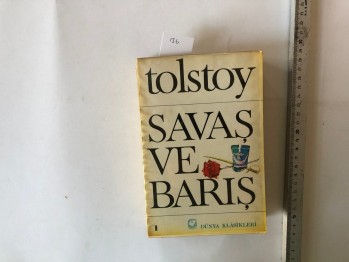 tolstoy
SAVAŞ
VE
BARIŞ
1
DÜNYA KLASİKLERİ